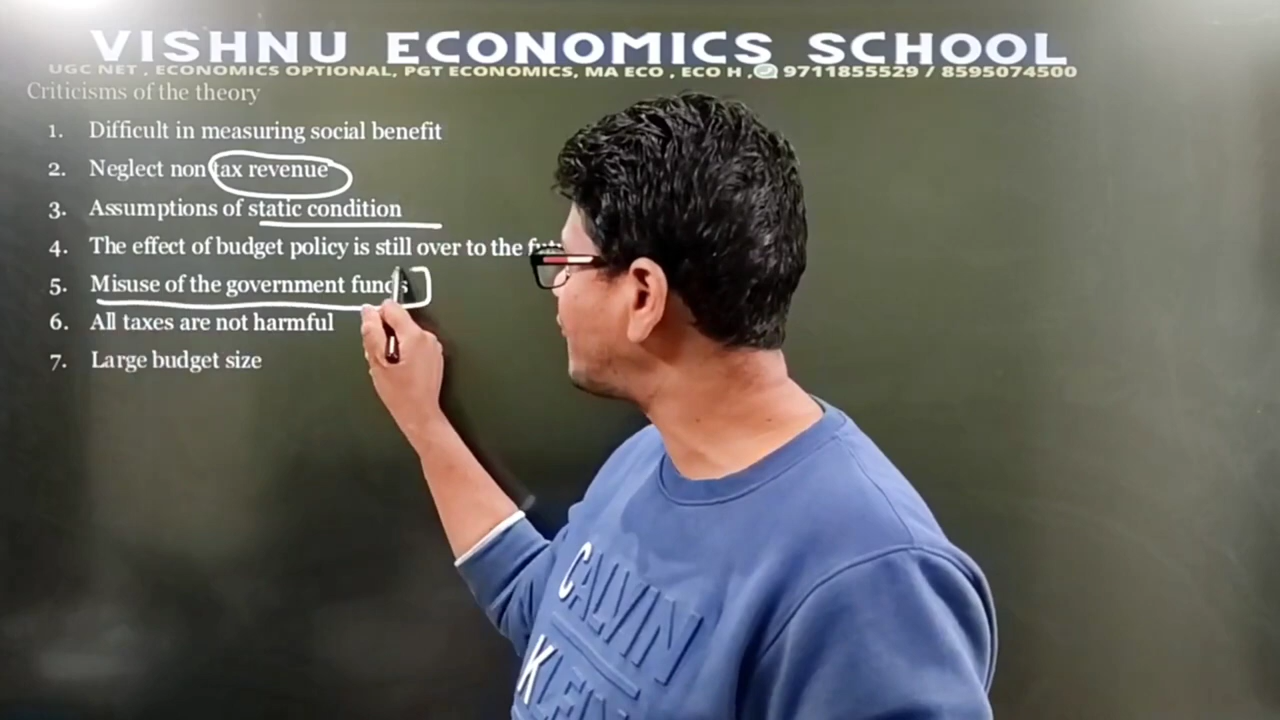 VISHNU ECONOMICS SCHOOL
UGC NET , ECONOMICS OPTIONAL, PGT ECONOMICS, MA ECO , ECO H , 9711855529 / 8595074500
Criticisms of the theory
1. Difficult in measuring social benefit
2. Neglect non tax revenue
3. Assumptions of static condition
4. The effect of budget policy is still over to the
5. Misuse of the government funds
6. All taxes are not harmful
7. Large budget size
CALVIN
KLEIN